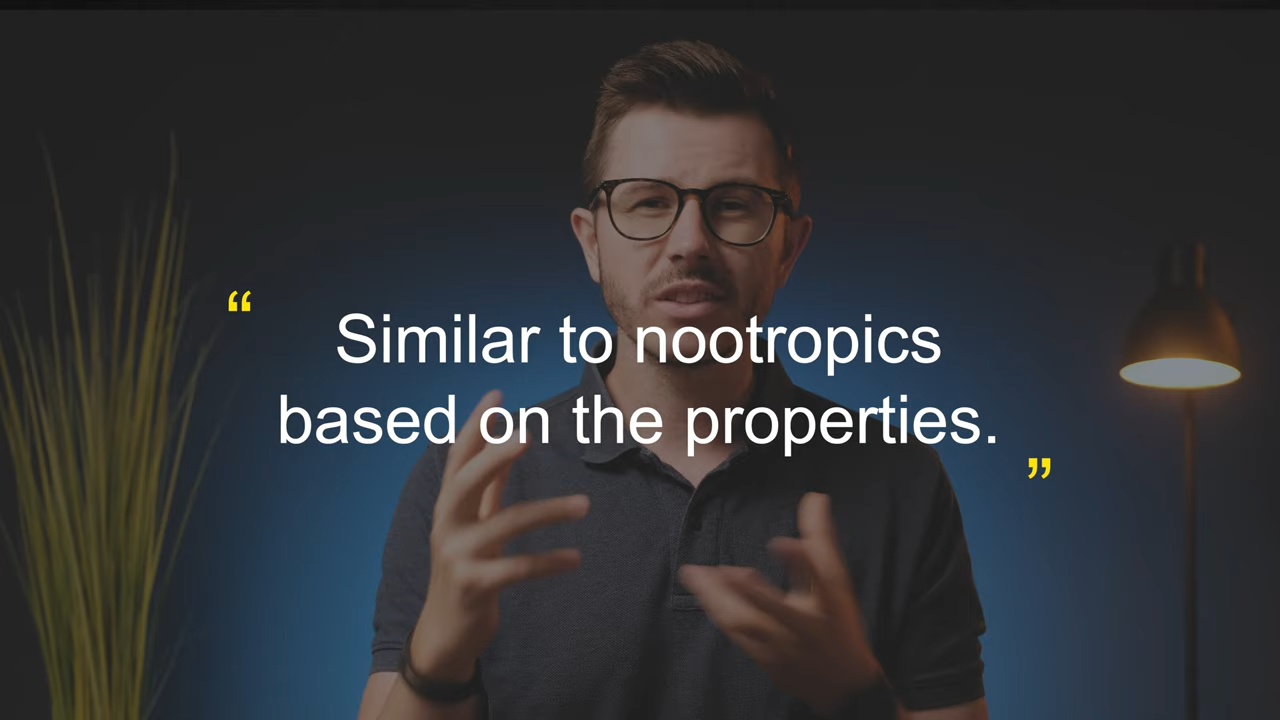 “ Similar to nootropics
based on the properties. ”